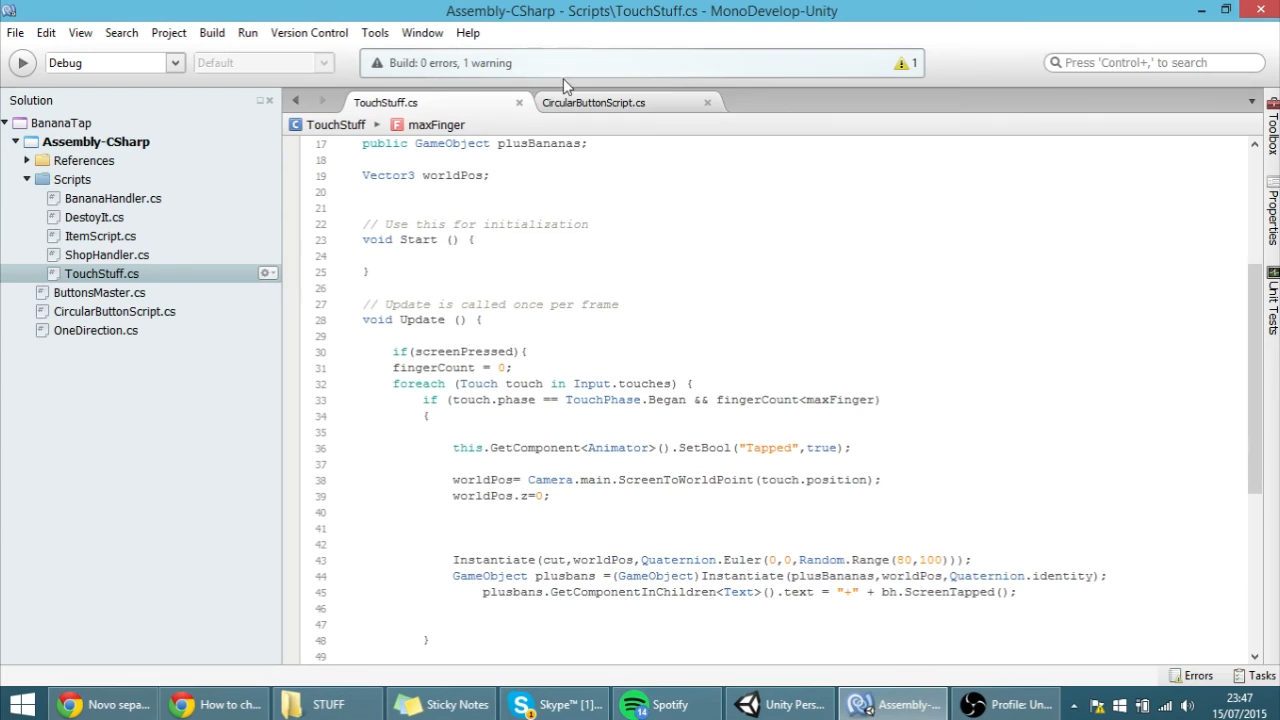 Assembly-CSharp - Scripts\TouchStuff.cs - MonoDevelop-Unity
File Edit View Search Project Build Run Version Control Tools Window Help
Debug Default Build: 0 errors, 1 warning 1 Press 'Control+,' to search
Solution
TouchStuff.cs CircularButtonScript.cs
BananaTap
Assembly-CSharp
References
Scripts
BananaHandler.cs
DestoyIt.cs
ItemScript.cs
ShopHandler.cs
TouchStuff.cs
ButtonsMaster.cs
CircularButtonScript.cs
OneDirection.cs
C TouchStuff F maxFinger
17 public GameObject plusBananas;
18
19 Vector3 worldPos;
20
21
22 // Use this for initialization
23 void Start () {
24
25 }
26
27 // Update is called once per frame
28 void Update () {
29
30 if(screenPressed){
31 fingerCount = 0;
32 foreach (Touch touch in Input.touches) {
33 if (touch.phase == TouchPhase.Began && fingerCount<maxFinger)
34 {
35
36 this.GetComponent<Animator>().SetBool("Tapped",true);
37
38 worldPos= Camera.main.ScreenToWorldPoint(touch.position);
39 worldPos.z=0;
40
41
42
43 Instantiate(cut,worldPos,Quaternion.Euler(0,0,Random.Range(80,100)));
44 GameObject plusbans =(GameObject)Instantiate(plusBananas,worldPos,Quaternion.identity);
45 plusbans.GetComponentInChildren<Text>().text = "+" + bh.ScreenTapped();
46
47
48 }
49
Toolbox
Properties
Unit Tests
Errors Tasks
Novo sepa... How to ch... STUFF Sticky Notes Skype™ [1]... Spotify Unity Pers... Assembly-... Profile: Un...
1
14
23:47
15/07/2015